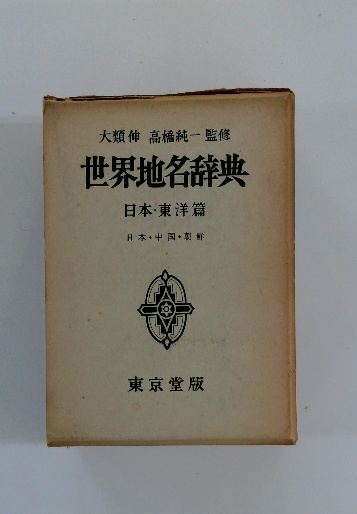 大類伸 高橋純一 監修
世界地名辞典
日本・東洋篇
日本・中国・朝鮮
東京堂版